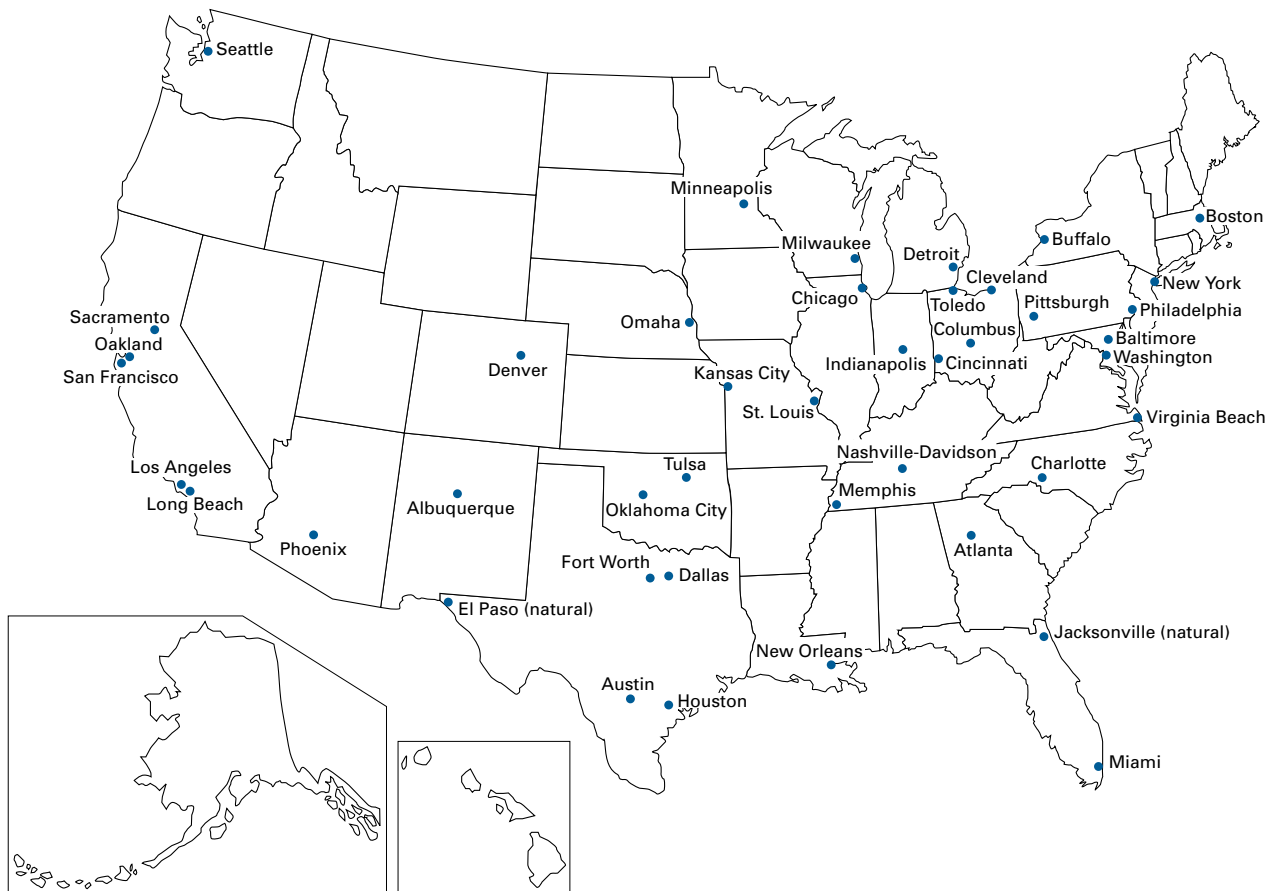 Seattle
Minneapolis
Boston
Buffalo
Milwaukee
Detroit
Cleveland
New York
Chicago
Toledo
Pittsburgh
Philadelphia
Sacramento
Omaha
Columbus
Baltimore
Oakland
Washington
San Francisco
Denver
Indianapolis
Cincinnati
Kansas City
St. Louis
Virginia Beach
Nashville-Davidson
Los Angeles
Tulsa
Charlotte
Long Beach
Albuquerque
Oklahoma City
Memphis
Phoenix
Atlanta
Fort Worth
Dallas
El Paso (natural)
Jacksonville (natural)
New Orleans
Austin
Houston
Miami